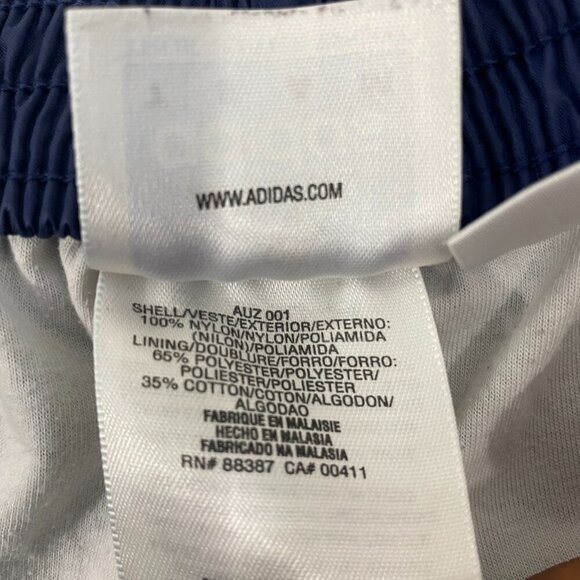 WWW.ADIDAS.COM
AUZ 001
SHELL/VESTE/EXTERIOR/EXTERNO:
100% NYLON/NYLON/POLIAMIDA
(NILON)/POLIAMIDA
LINING/DOUBLURE/FORRO/FORRO:
65% POLYESTER/POLYESTER/
POLIESTER/POLIESTER
35% COTTON/COTON/ALGODON/
ALGODAO
FABRIQUE EN MALAISIE
HECHO EN MALASIA
FABRICADO NA MALASIA
RN# 88387 CA# 00411